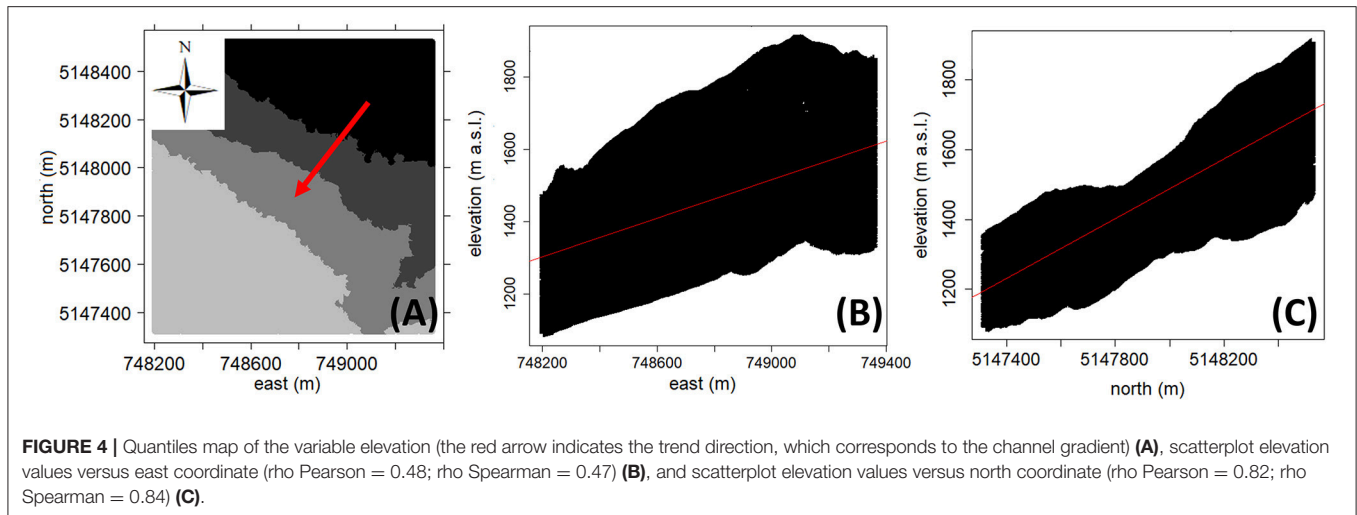 N
5148400
5148200
5148000
5147800
5147600
5147400
north (m)
748200 748600 749000
east (m)
(A)
1800
1600
1400
1200
elevation (m a.s.l.)
748200 748600 749000 749400
east (m)
(B)
1800
1600
1400
1200
elevation (m a.s.l.)
5147400 5147800 5148200
north (m)
(C)
FIGURE 4 | Quantiles map of the variable elevation (the red arrow indicates the trend direction, which corresponds to the channel gradient) (A), scatterplot elevation
values versus east coordinate (rho Pearson = 0.48; rho Spearman = 0.47) (B), and scatterplot elevation values versus north coordinate (rho Pearson = 0.82; rho
Spearman = 0.84) (C).